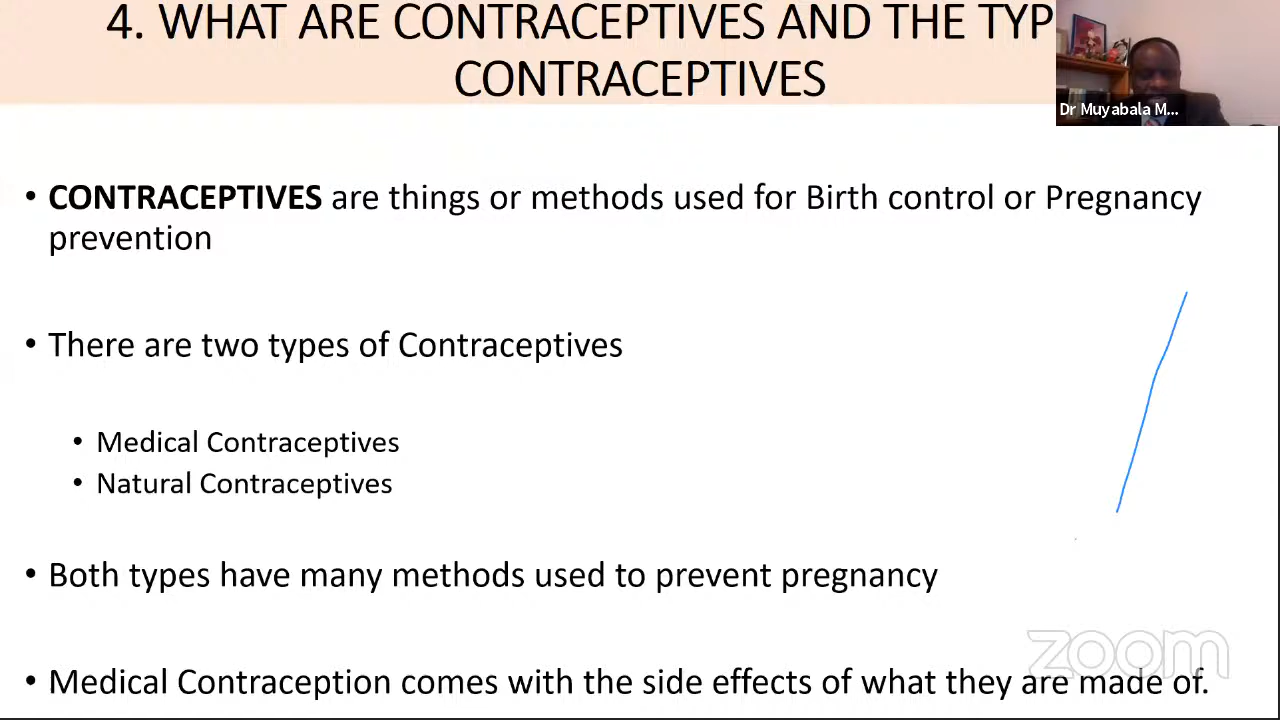 4. WHAT ARE CONTRACEPTIVES AND THE TYP
CONTRACEPTIVES
Dr Muyabala M...
• CONTRACEPTIVES are things or methods used for Birth control or Pregnancy
prevention
• There are two types of Contraceptives
• Medical Contraceptives
• Natural Contraceptives
• Both types have many methods used to prevent pregnancy
zoom
• Medical Contraception comes with the side effects of what they are made of.